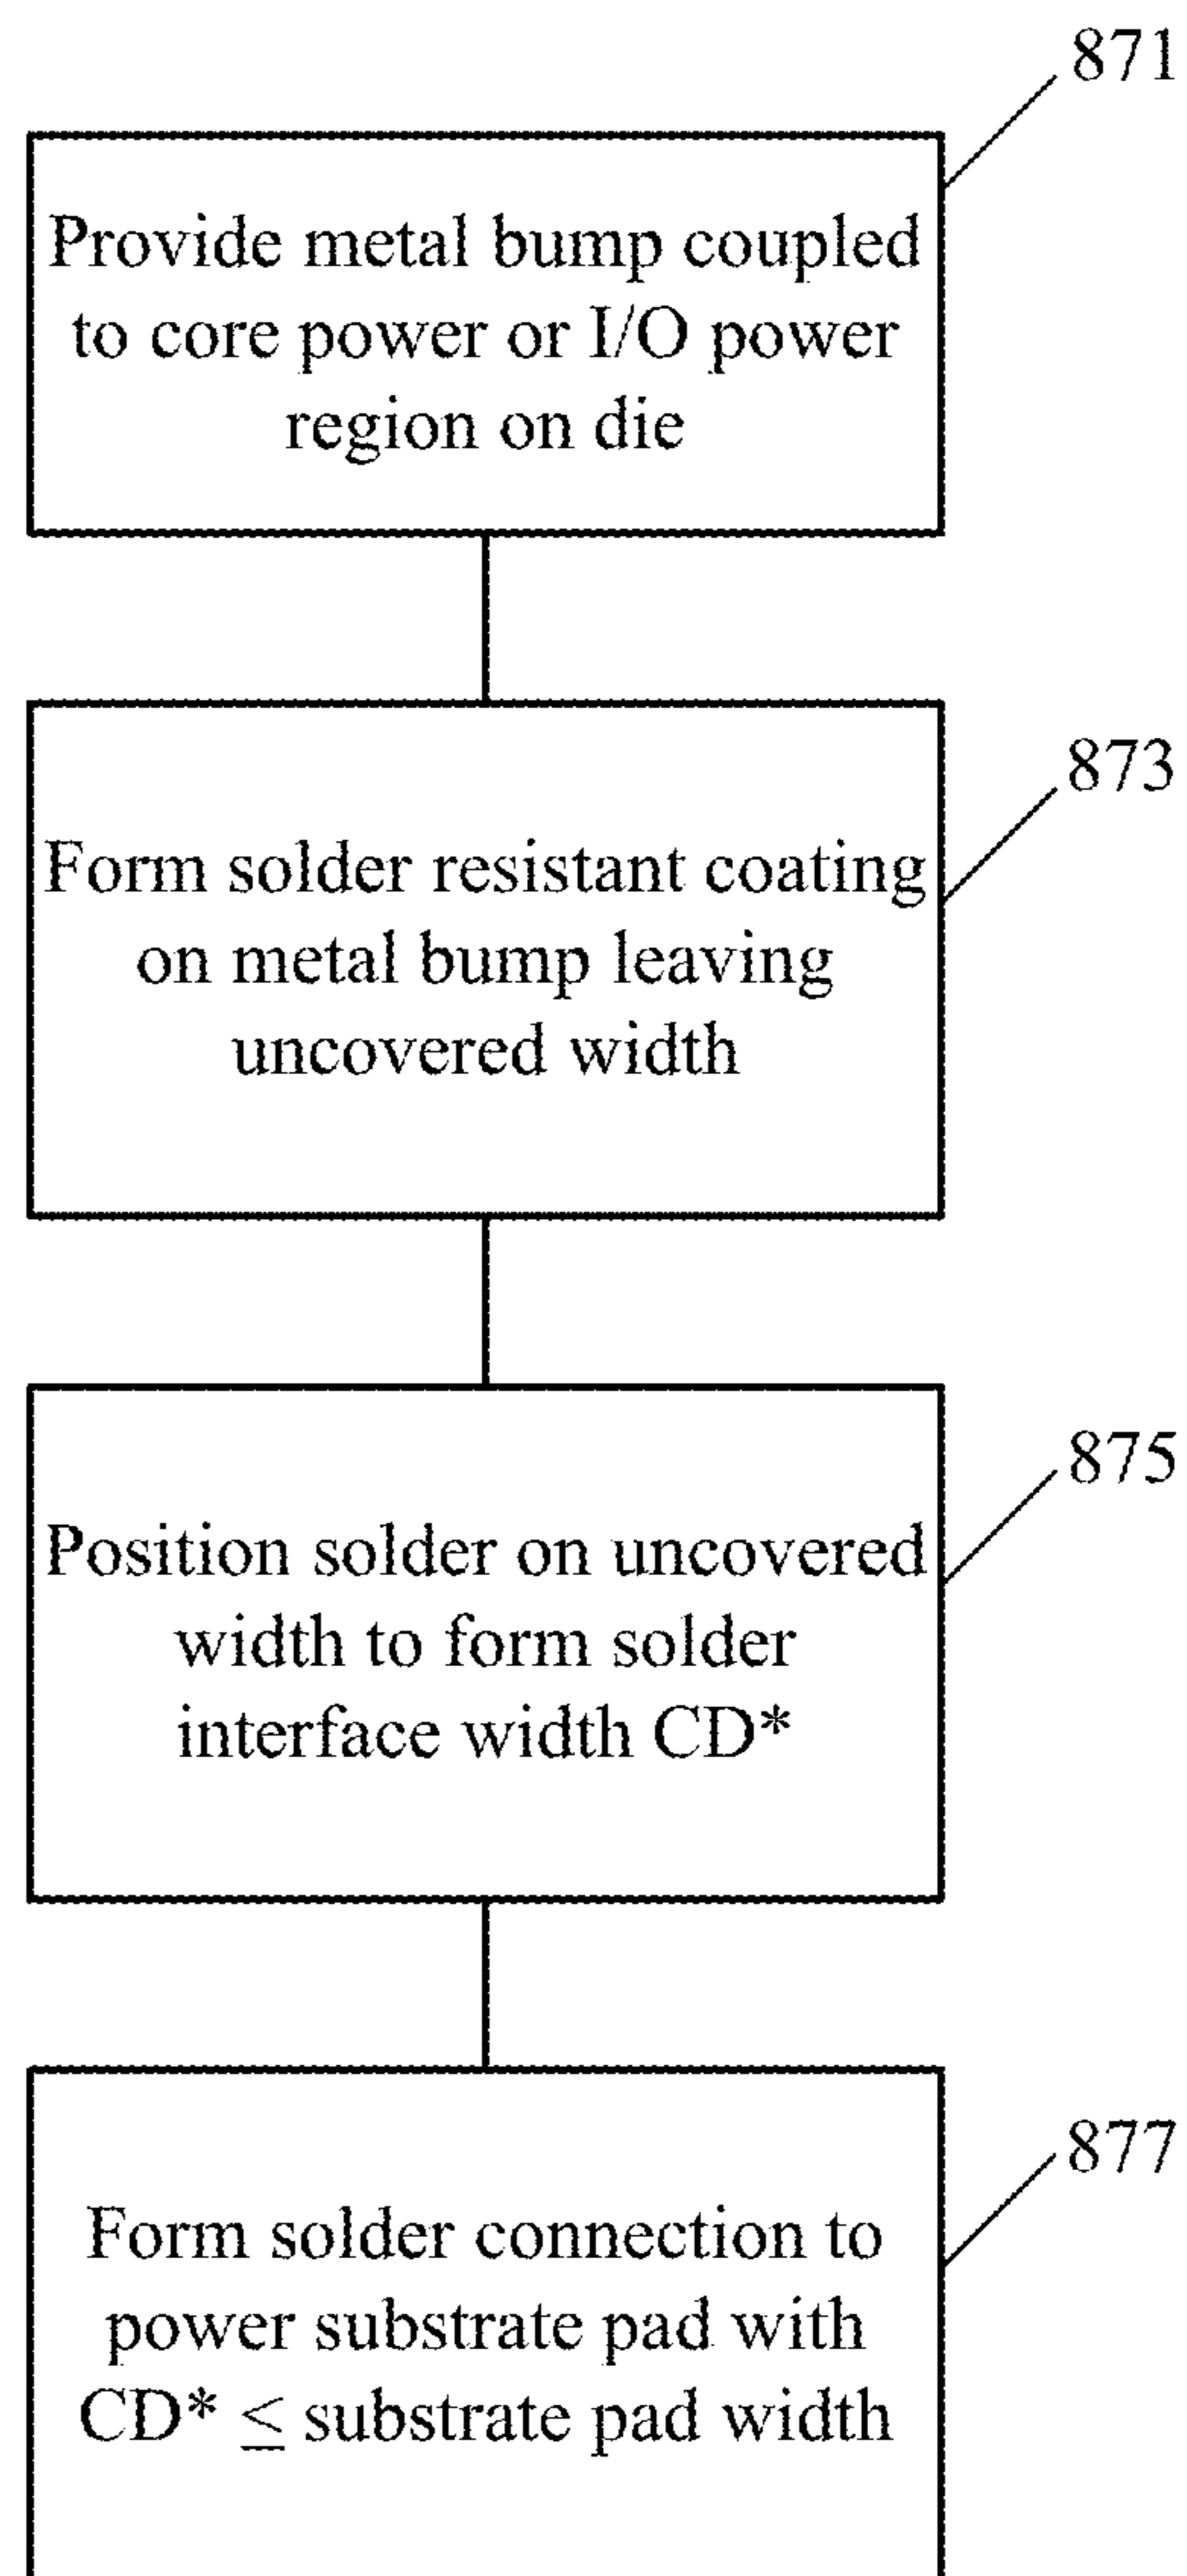 871
Provide metal bump coupled
to core power or I/O power
region on die
873
Form solder resistant coating
on metal bump leaving
uncovered width
875
Position solder on uncovered
width to form solder
interface width CD*
877
Form solder connection to
power substrate pad with
CD* ≤ substrate pad width